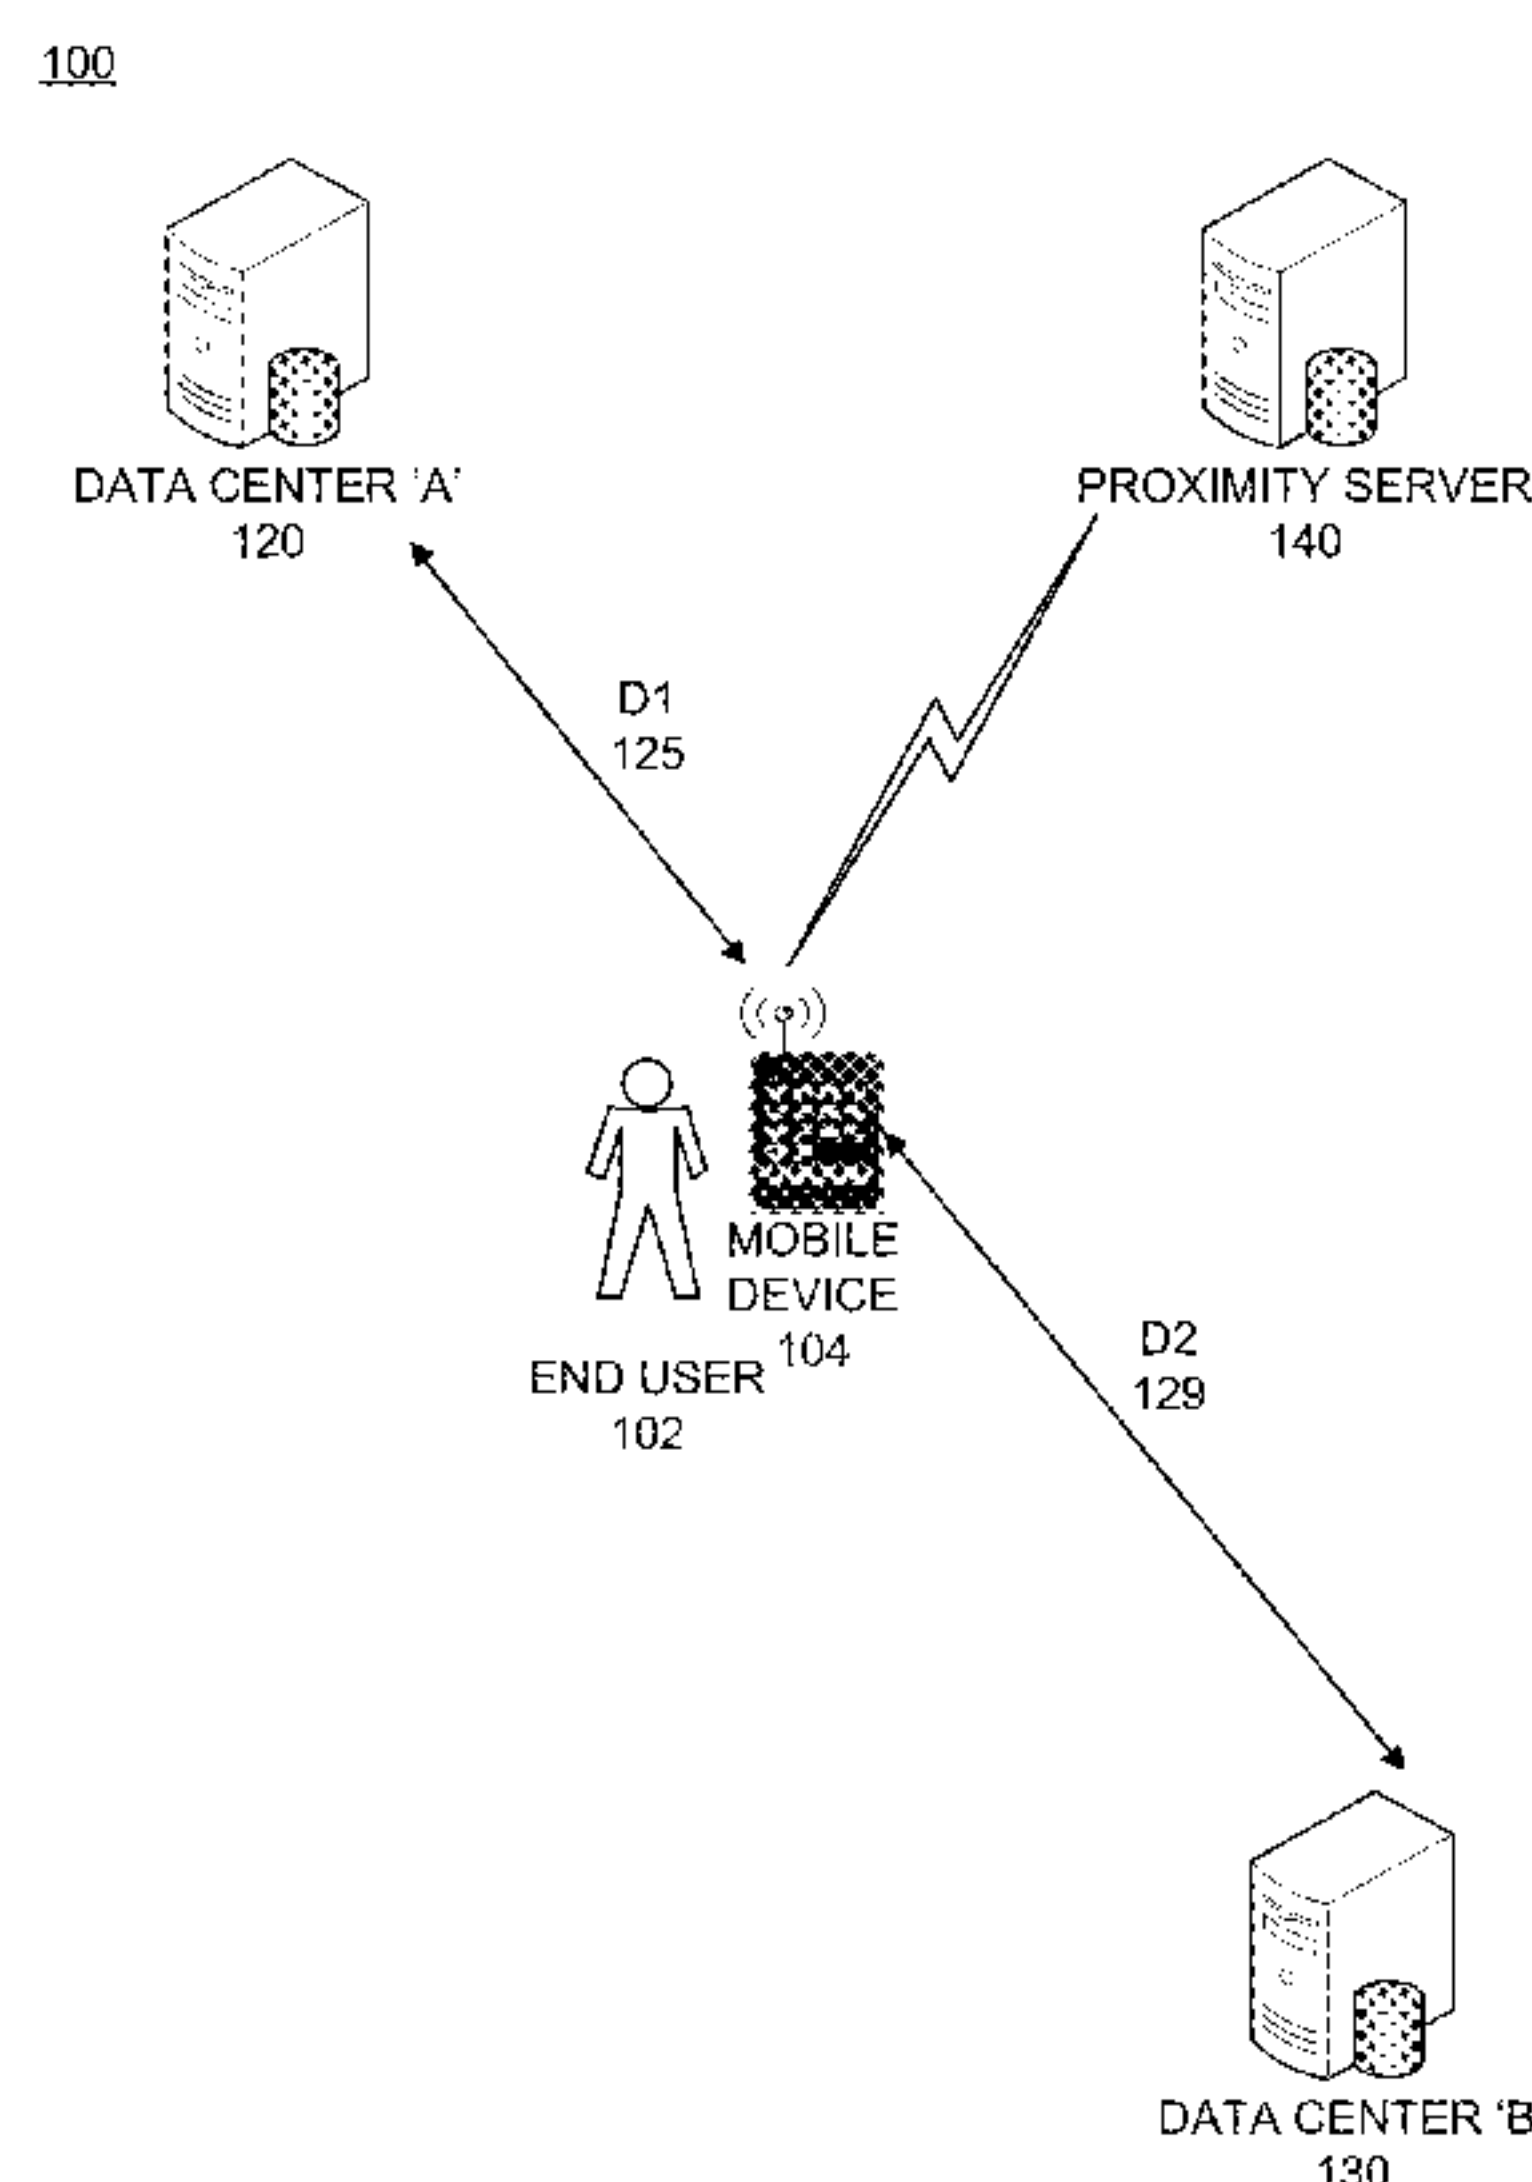 100
DATA CENTER 'A'
120
PROXIMITY SERVER
140
D1
125
MOBILE
DEVICE
104
END USER
102
D2
129
DATA CENTER 'B
130